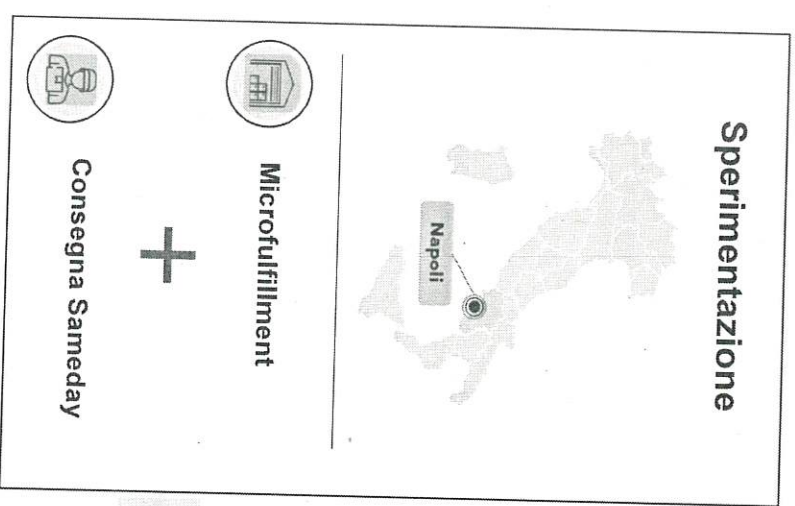 Sperimentazione
Napoli
Microfulfillment
+
Consegna Sameday